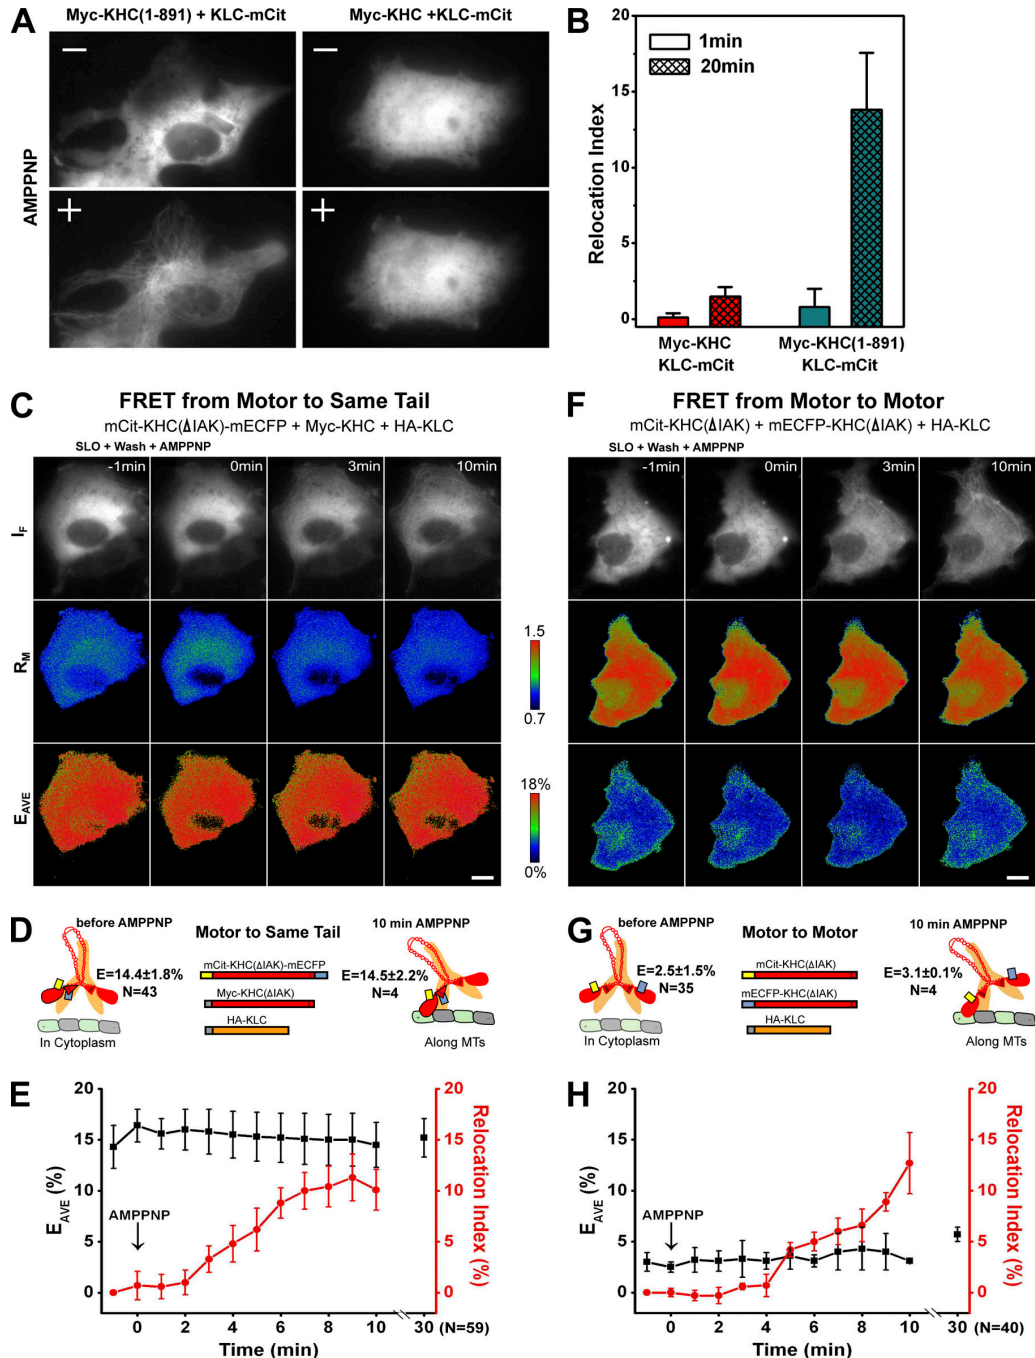 A
Myc-KHC(1-891) + KLC-mCit
Myc-KHC +KLC-mCit
AMPPNP
−
−
+
+
B
Relocation Index
20
15
10
5
0
1min
20min
Myc-KHC
KLC-mCit
Myc-KHC(1-891)
KLC-mCit
C
FRET from Motor to Same Tail
mCit-KHC(ΔIAK)-mECFP + Myc-KHC + HA-KLC
SLO + Wash + AMPPNP
-1min
0min
3min
10min
IF
RM
EAVE
1.5
0.7
18%
0%
F
FRET from Motor to Motor
mCit-KHC(ΔIAK) + mECFP-KHC(ΔIAK) + HA-KLC
SLO + Wash + AMPPNP
-1min
0min
3min
10min
D
before AMPPNP
Motor to Same Tail
10 min AMPPNP
E=14.4±1.8%
N=43
mCit-KHC(ΔIAK)-mECFP
Myc-KHC(ΔIAK)
HA-KLC
E=14.5±2.2%
N=4
In Cytoplasm
Along MTs
G
before AMPPNP
Motor to Motor
10 min AMPPNP
E=2.5±1.5%
N=35
mCit-KHC(ΔIAK)
mECFP-KHC(ΔIAK)
HA-KLC
E=3.1±0.1%
N=4
In Cytoplasm
Along MTs
E
EAVE (%)
20
15
10
5
0
AMPPNP
20
15
10
5
0
Relocation Index (%)
0 2 4 6 8 10 30 (N=59)
Time (min)
H
EAVE (%)
20
15
10
5
0
AMPPNP
20
15
10
5
0
Relocation Index (%)
0 2 4 6 8 10 30 (N=40)
Time (min)